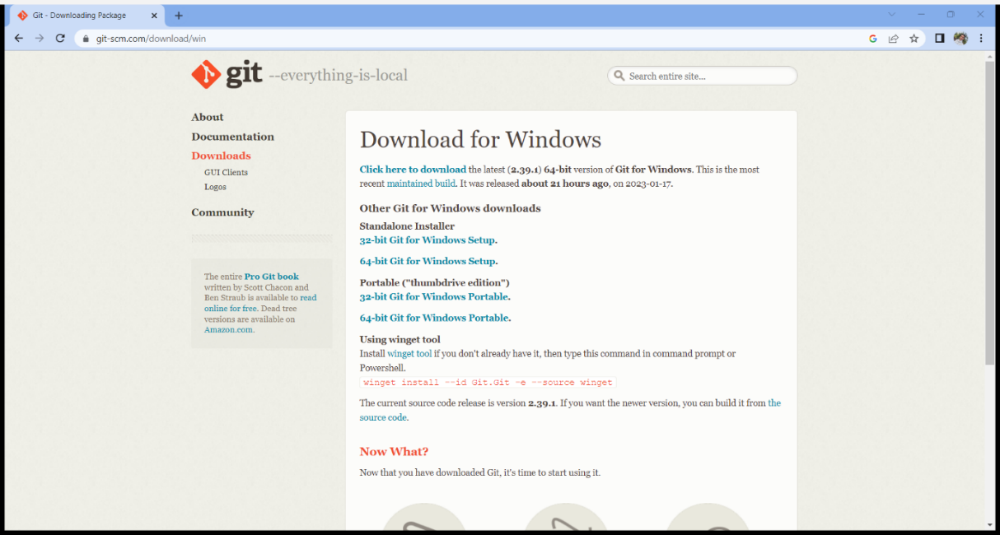 Git - Downloading Package
git-scm.com/download/win
git --everything-is-local
Search entire site...
About
Documentation
Downloads
GUI Clients
Logos
Community
The entire Pro Git book
written by Scott Chacon and
Ben Straub is available to read
online for free. Dead tree
versions are available on
Amazon.com.
Download for Windows
Click here to download the latest (2.39.1) 64-bit version of Git for Windows. This is the most
recent maintained build. It was released about 21 hours ago, on 2023-01-17.
Other Git for Windows downloads
Standalone Installer
32-bit Git for Windows Setup.
64-bit Git for Windows Setup.
Portable ("thumbdrive edition")
32-bit Git for Windows Portable.
64-bit Git for Windows Portable.
Using winget tool
Install winget tool if you don't already have it, then type this command in command prompt or
Powershell.
winget install --id Git.Git -e --source winget
The current source code release is version 2.39.1. If you want the newer version, you can build it from the
source code.
Now What?
Now that you have downloaded Git, it's time to start using it.